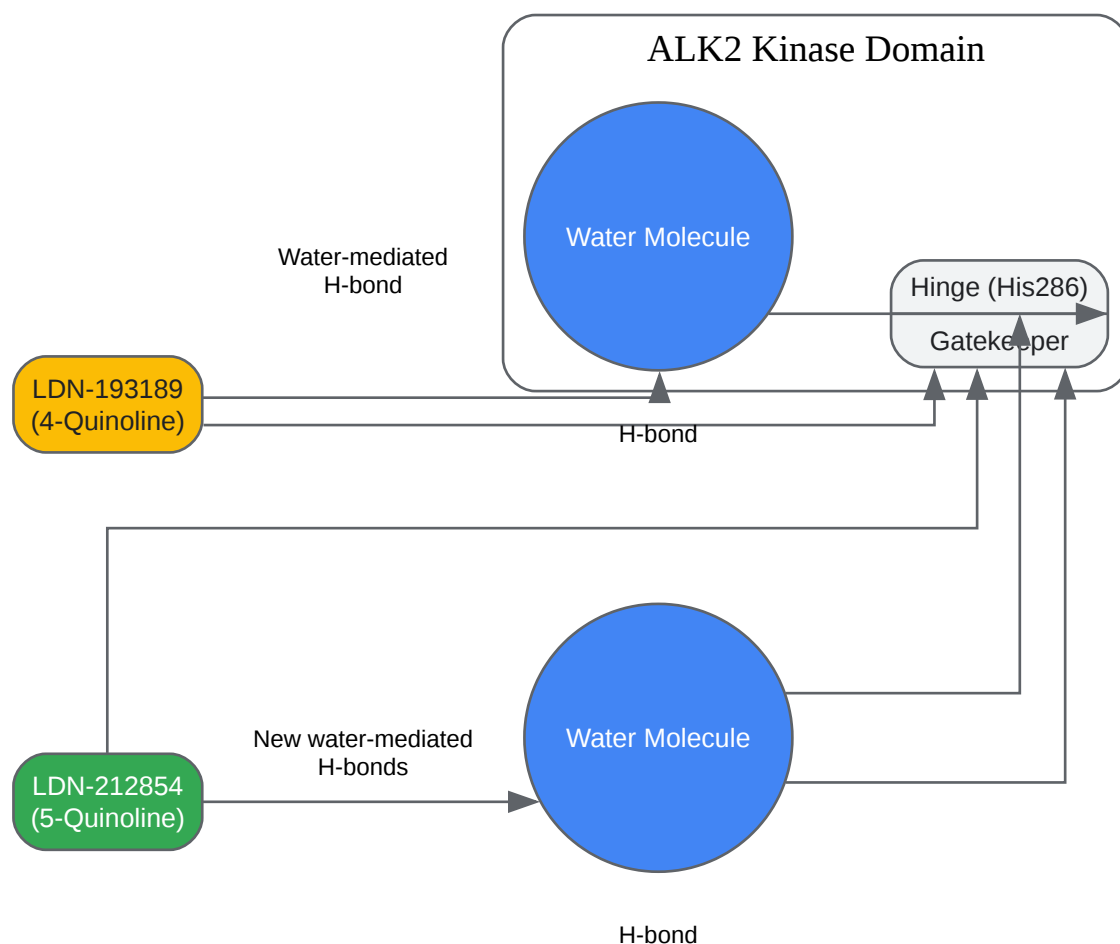 ALK2 Kinase Domain
Water Molecule
Water-mediated
H-bond
Hinge (His286)
Gatekeeper
LDN-193189
(4-Quinoline)
H-bond
New water-mediated
H-bonds
Water Molecule
LDN-212854
(5-Quinoline)
H-bond